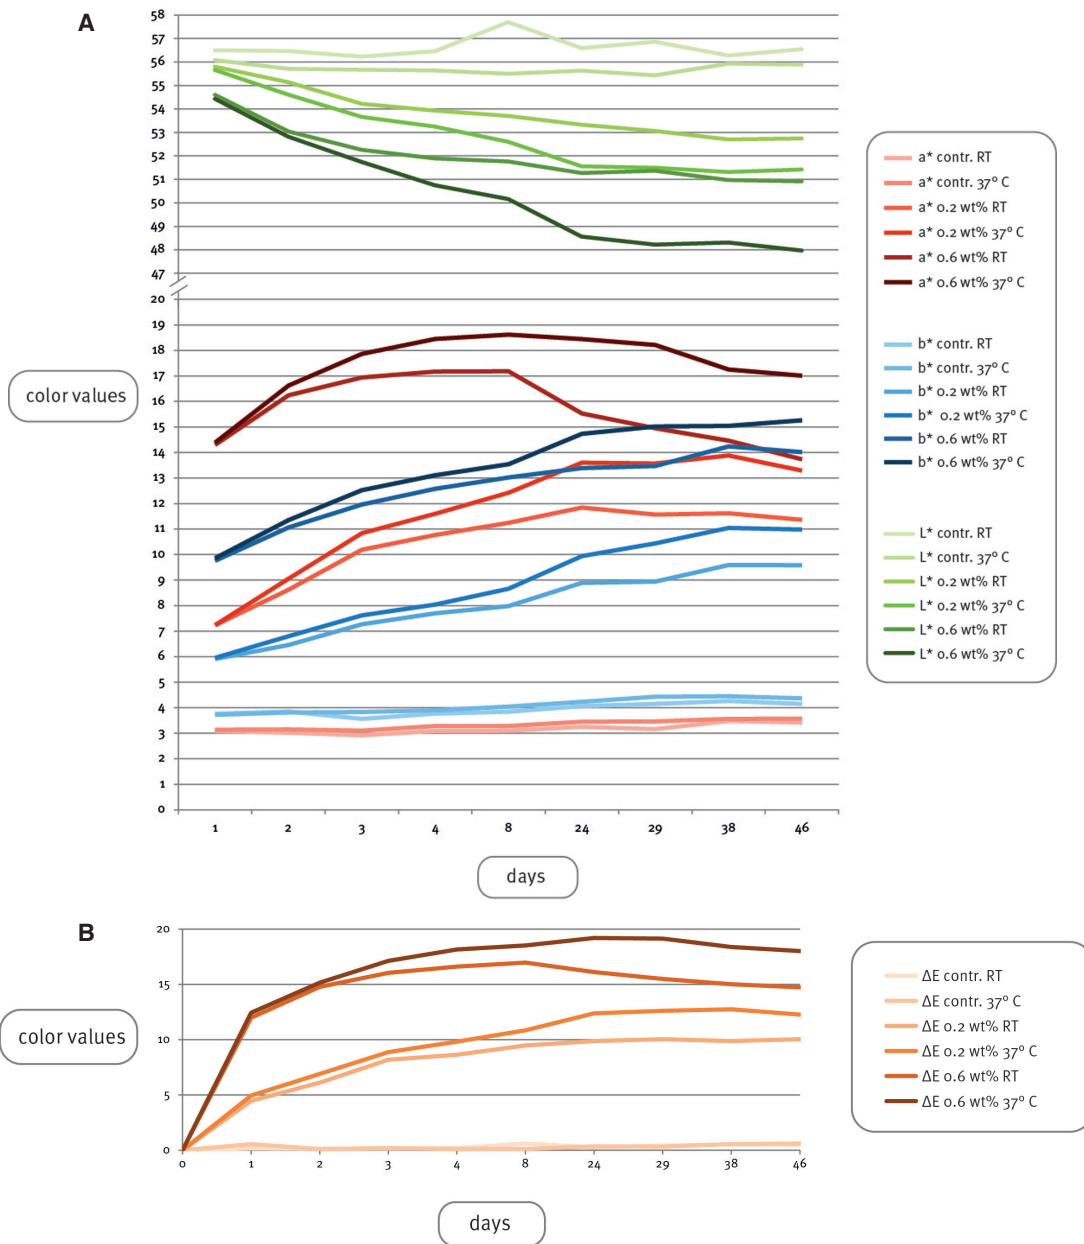 A
58
57
56
55
54
53
52
51
50
49
48
47
20
19
18
17
16
15
14
13
12
11
10
9
8
7
6
5
4
3
2
1
0
color values
1 2 3 4 8 24 29 38 46
days
a* contr. RT
a* contr. 37° C
a* 0.2 wt% RT
a* 0.2 wt% 37° C
a* 0.6 wt% RT
a* 0.6 wt% 37° C
b* contr. RT
b* contr. 37° C
b* 0.2 wt% RT
b* 0.2 wt% 37° C
b* 0.6 wt% RT
b* 0.6 wt% 37° C
L* contr. RT
L* contr. 37° C
L* 0.2 wt% RT
L* 0.2 wt% 37° C
L* 0.6 wt% RT
L* 0.6 wt% 37° C
B
20
15
10
5
0
color values
0 1 2 3 4 8 24 29 38 46
days
ΔE contr. RT
ΔE contr. 37° C
ΔE 0.2 wt% RT
ΔE 0.2 wt% 37° C
ΔE 0.6 wt% RT
ΔE 0.6 wt% 37° C